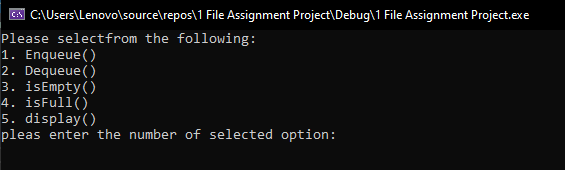 C:\Users\Lenovo\source\repos\1 File Assignment Project\Debug\1 File Assignment Project.exe
Please selectfrom the following:
1. Enqueue()
2. Dequeue()
3. isEmpty()
4. isFull()
5. display()
pleas enter the number of selected option: